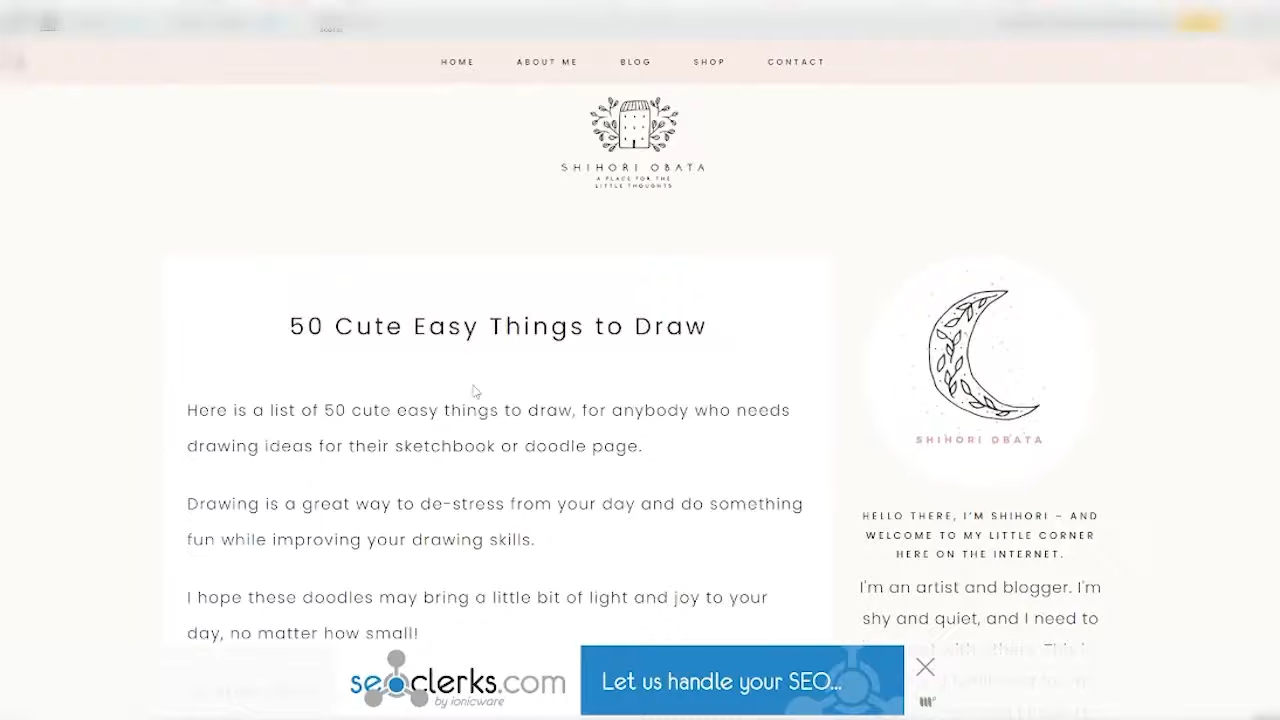 HOME ABOUT ME BLOG SHOP CONTACT
SHIHORI OBATA
A PLACE FOR THE
LITTLE THOUGHTS
50 Cute Easy Things to Draw
Here is a list of 50 cute easy things to draw, for anybody who needs
drawing ideas for their sketchbook or doodle page.
Drawing is a great way to de-stress from your day and do something
fun while improving your drawing skills.
I hope these doodles may bring a little bit of light and joy to your
day, no matter how small!
SHIHORI OBATA
HELLO THERE, I'M SHIHORI – AND
WELCOME TO MY LITTLE CORNER
HERE ON THE INTERNET.
I'm an artist and blogger. I'm
shy and quiet, and I need to
seoclerks.com
by ionicware
Let us handle your SEO...